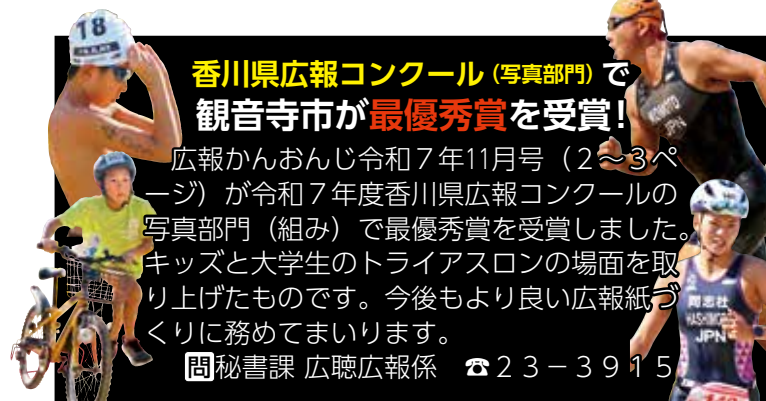 18
香川県広報コンクール（写真部門）で
観音寺市が最優秀賞を受賞！
広報かんおんじ令和７年11月号（２～３ペ
ージ）が令和７年度香川県広報コンクールの
写真部門（組み）で最優秀賞を受賞しました。
キッズと大学生のトライアスロンの場面を取
り上げたものです。今後もより良い広報紙づ
くりに務めてまいります。
問秘書課 広聴広報係　☎２３－３９１５
JPN
同志社
HASHIMOTO
JPN